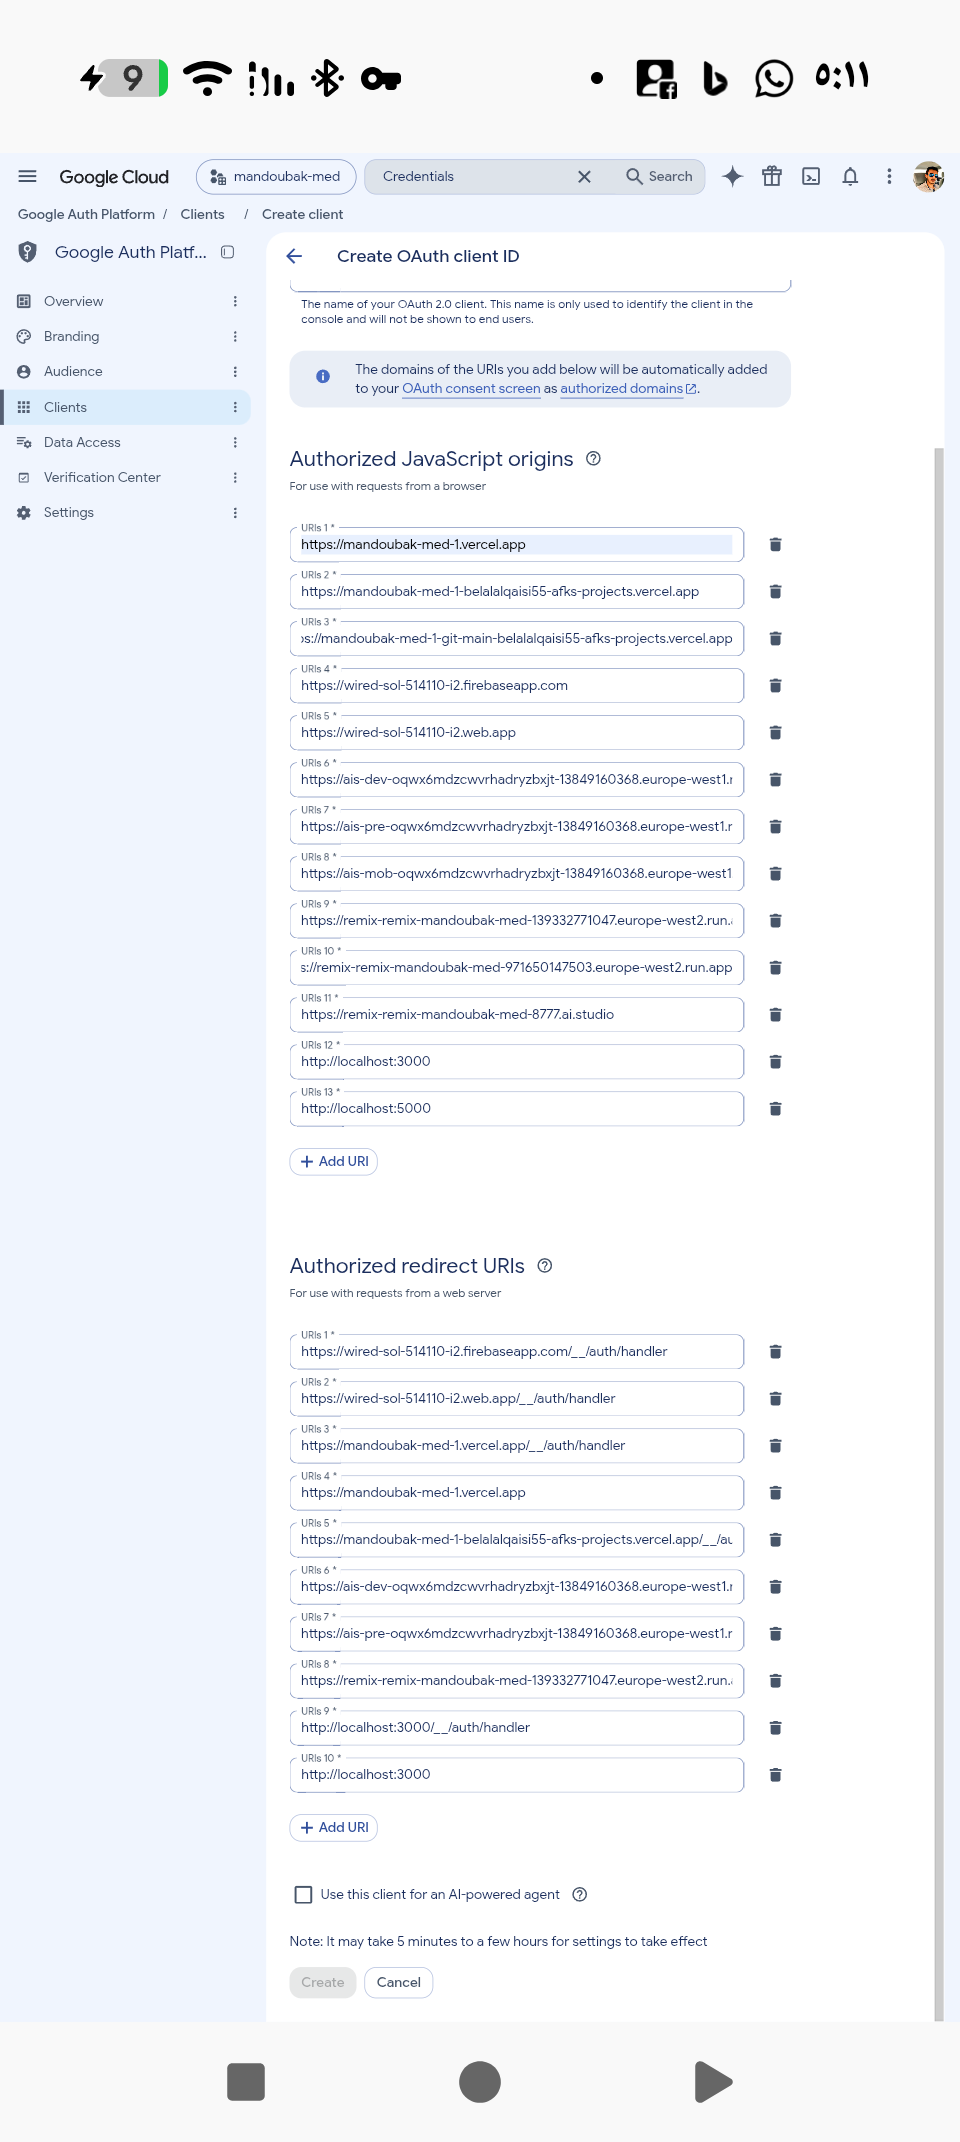 9
٥:١١
Google Cloud
mandoubak-med
Credentials
Search
Google Auth Platform / Clients / Create client
Google Auth Platf...
Overview
Branding
Audience
Clients
Data Access
Verification Center
Settings
Create OAuth client ID
The name of your OAuth 2.0 client. This name is only used to identify the client in the
console and will not be shown to end users.
The domains of the URIs you add below will be automatically added
to your OAuth consent screen as authorized domains.
Authorized JavaScript origins
For use with requests from a browser
URIs 1 *
https://mandoubak-med-1.vercel.app
URIs 2 *
https://mandoubak-med-1-belalalqaisi55-afks-projects.vercel.app
URIs 3 *
os://mandoubak-med-1-git-main-belalalqaisi55-afks-projects.vercel.app
URIs 4 *
https://wired-sol-514110-i2.firebaseapp.com
URIs 5 *
https://wired-sol-514110-i2.web.app
URIs 6 *
https://ais-dev-oqwx6mdzcwvrhadryzbxjt-13849160368.europe-west1.r
URIs 7 *
https://ais-pre-oqwx6mdzcwvrhadryzbxjt-13849160368.europe-west1.r
URIs 8 *
https://ais-mob-oqwx6mdzcwvrhadryzbxjt-13849160368.europe-west1
URIs 9 *
https://remix-remix-mandoubak-med-139332771047.europe-west2.run.a
URIs 10 *
s://remix-remix-mandoubak-med-971650147503.europe-west2.run.app
URIs 11 *
https://remix-remix-mandoubak-med-8777.ai.studio
URIs 12 *
http://localhost:3000
URIs 13 *
http://localhost:5000
+ Add URI
Authorized redirect URIs
For use with requests from a web server
URIs 1 *
https://wired-sol-514110-i2.firebaseapp.com/__/auth/handler
URIs 2 *
https://wired-sol-514110-i2.web.app/__/auth/handler
URIs 3 *
https://mandoubak-med-1.vercel.app/__/auth/handler
URIs 4 *
https://mandoubak-med-1.vercel.app
URIs 5 *
https://mandoubak-med-1-belalalqaisi55-afks-projects.vercel.app/__/au
URIs 6 *
https://ais-dev-oqwx6mdzcwvrhadryzbxjt-13849160368.europe-west1.r
URIs 7 *
https://ais-pre-oqwx6mdzcwvrhadryzbxjt-13849160368.europe-west1.r
URIs 8 *
https://remix-remix-mandoubak-med-139332771047.europe-west2.run.a
URIs 9 *
http://localhost:3000/__/auth/handler
URIs 10 *
http://localhost:3000
+ Add URI
Use this client for an AI-powered agent
Note: It may take 5 minutes to a few hours for settings to take effect
Create
Cancel